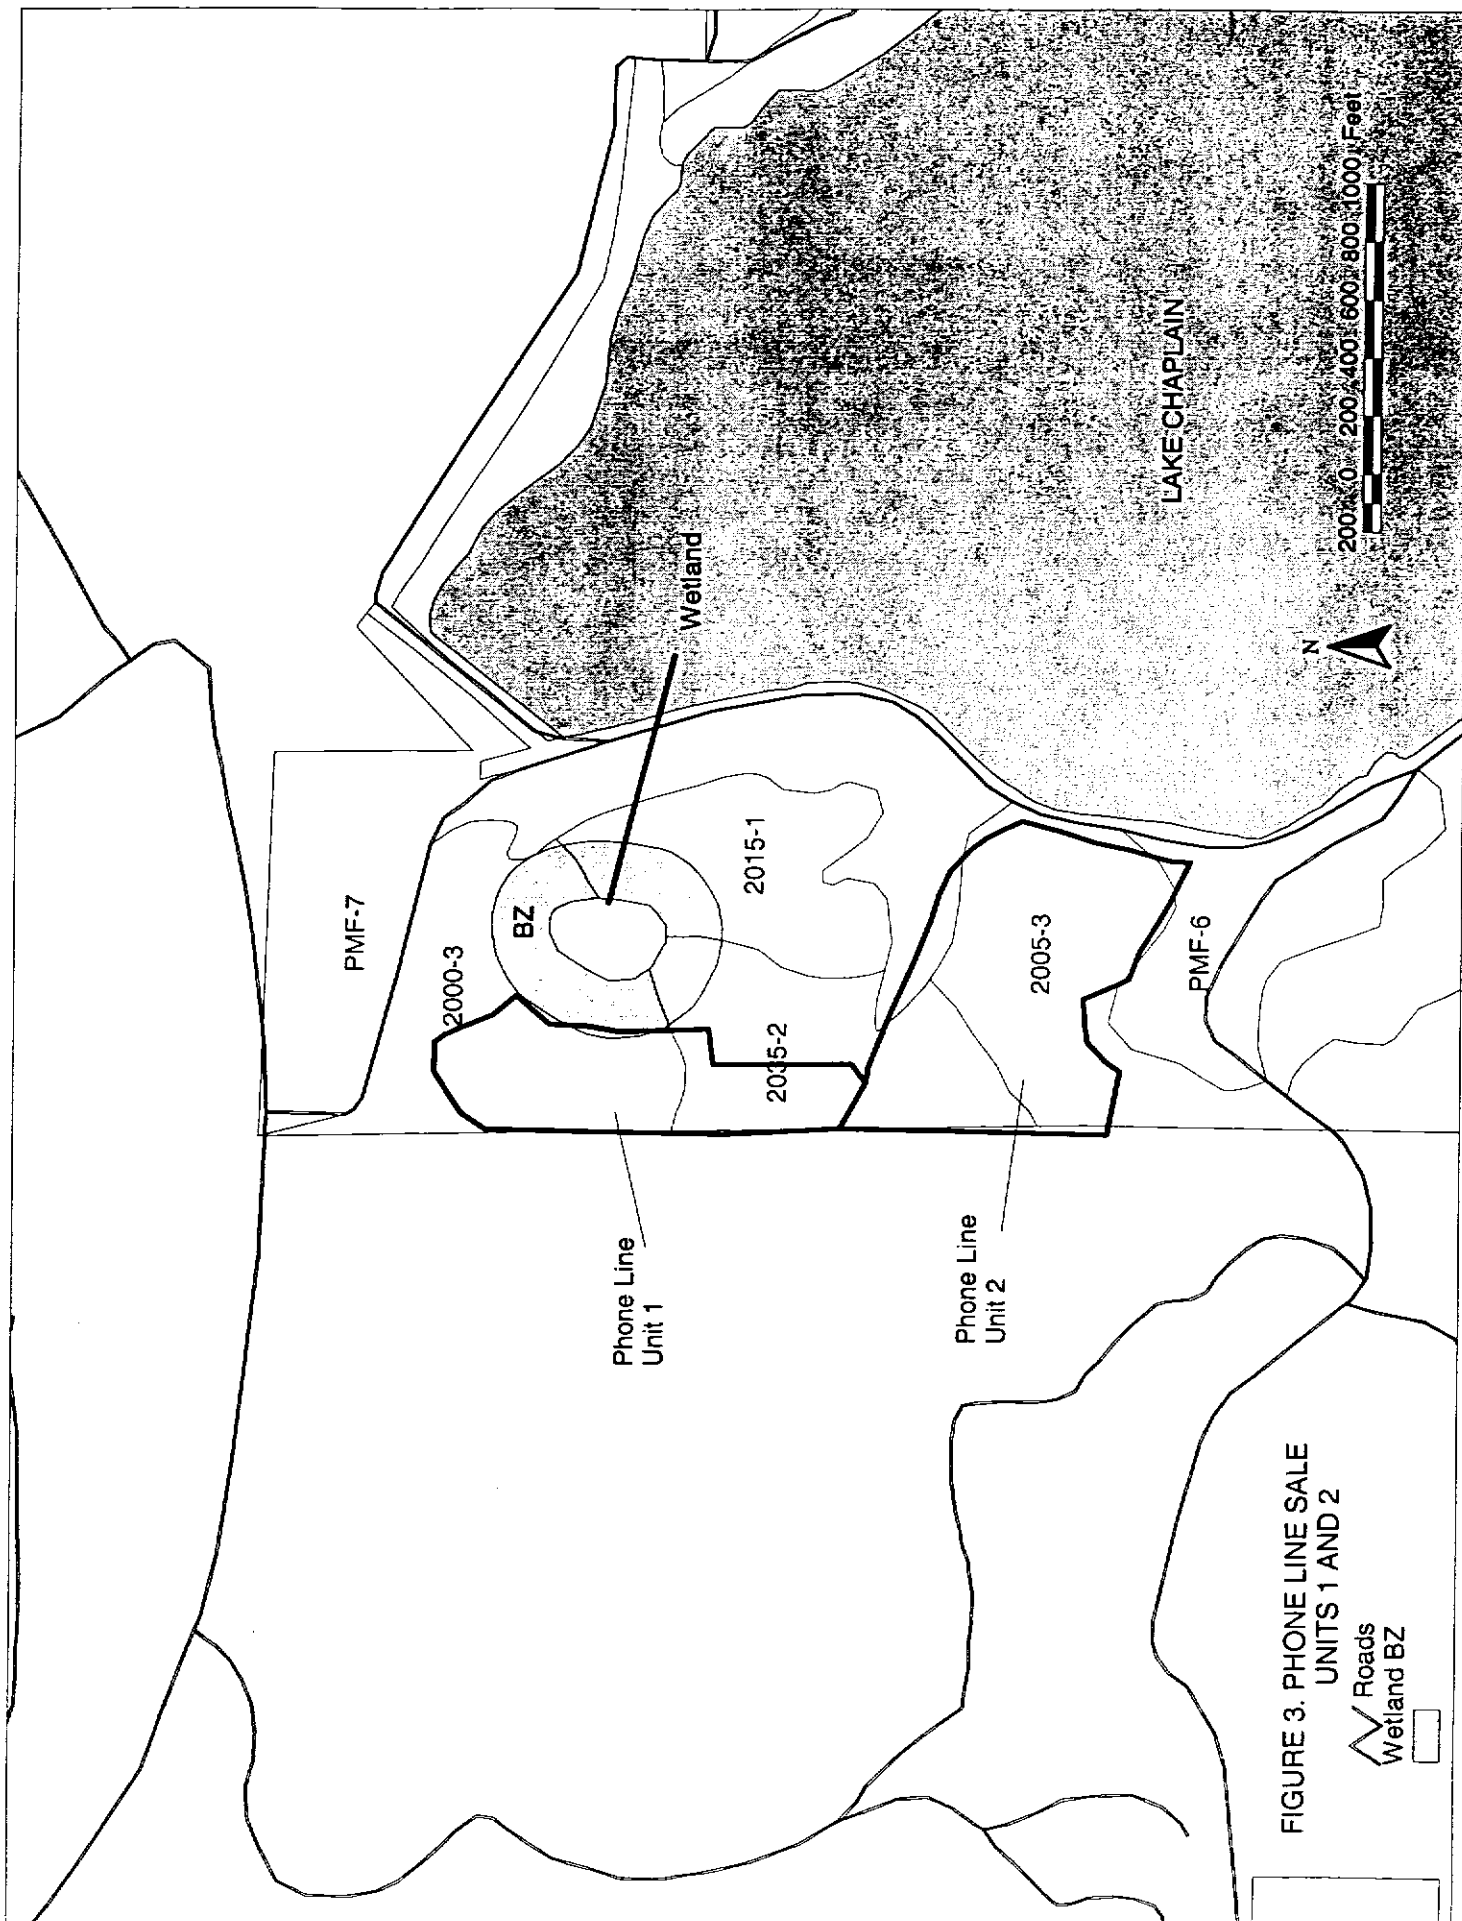 PMF-7
2000-3
BZ
Wetland
2015-1
2035-2
Phone Line
Unit 1
2005-3
PMF-6
Phone Line
Unit 2
LAKE CHAPLAIN
N
200 0 200 400 600 800 1000 Feet
FIGURE 3. PHONE LINE SALE
UNITS 1 AND 2
Roads
Wetland BZ